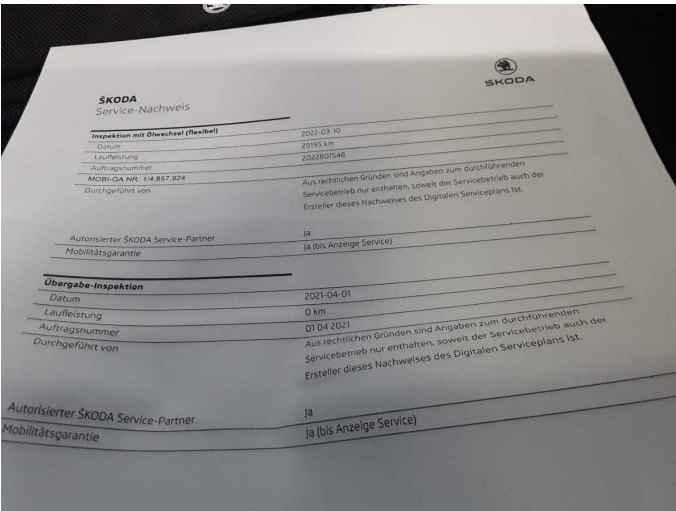 ŠKODA
ŠKODA
Service-Nachweis
Inspektion mit Ölwechsel (flexibel)
Datum 2022-03-10
Laufleistung 29195 km
Auftragsnummer 2022801548
MOBI-GA NR: 1/4.857.924
Durchgeführt von Aus rechtlichen Gründen sind Angaben zum durchführenden
Servicebetrieb nur enthalten, soweit der Servicebetrieb auch der
Ersteller dieses Nachweises des Digitalen Serviceplans ist.
Autorisierter ŠKODA Service-Partner Ja
Mobilitätsgarantie Ja (bis Anzeige Service)
Übergabe-Inspektion
Datum 2021-04-01
Laufleistung 0 km
Auftragsnummer 01 04 2021
Durchgeführt von Aus rechtlichen Gründen sind Angaben zum durchführenden
Servicebetrieb nur enthalten, soweit der Servicebetrieb auch der
Ersteller dieses Nachweises des Digitalen Serviceplans ist.
Autorisierter ŠKODA Service-Partner Ja
Mobilitätsgarantie Ja (bis Anzeige Service)